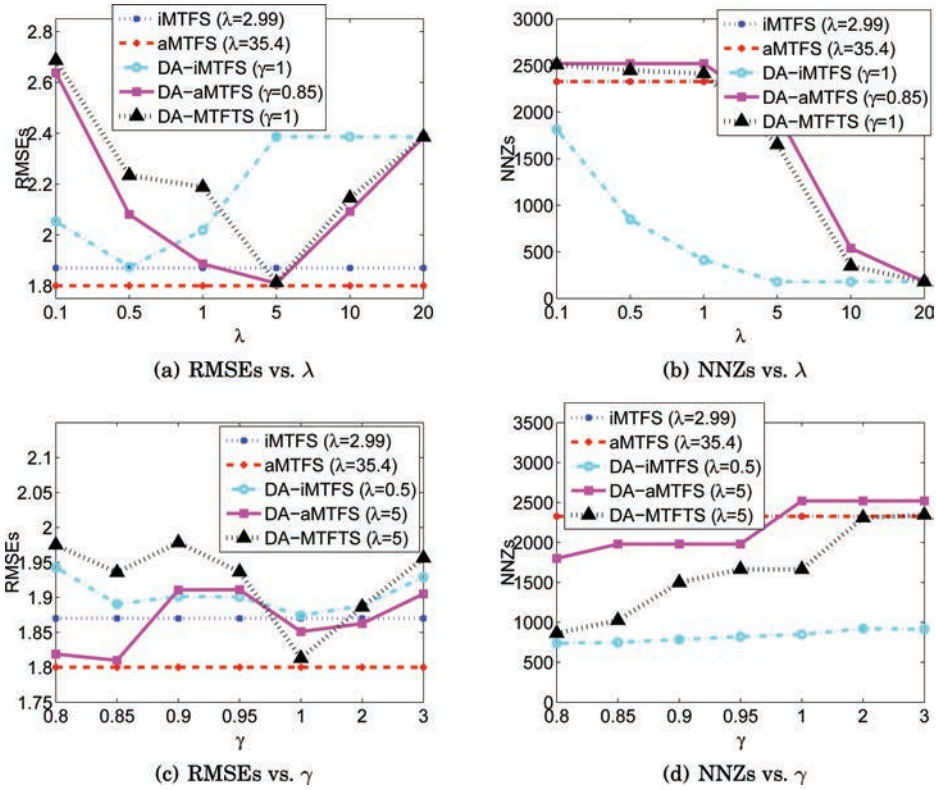 2.8
2.6
2.4
2.2
2
1.8
RMSEs
iMTFS (λ=2.99)
aMTFS (λ=35.4)
DA-iMTFS (γ=1)
DA-aMTFS (γ=0.85)
DA-MTFTS (γ=1)
0.1 0.5 1 5 10 20
λ
(a) RMSEs vs. λ
3000
2500
2000
1500
1000
500
0
NNZs
iMTFS (λ=2.99)
aMTFS (λ=35.4)
DA-iMTFS (γ=1)
DA-aMTFS (γ=0.85)
DA-MTFTS (γ=1)
0.1 0.5 1 5 10 20
λ
(b) NNZs vs. λ
2.1
2.05
2
1.95
1.9
1.85
1.8
1.75
RMSEs
iMTFS (λ=2.99)
aMTFS (λ=35.4)
DA-iMTFS (λ=0.5)
DA-aMTFS (λ=5)
DA-MTFTS (λ=5)
0.8 0.85 0.9 0.95 1 2 3
γ
(c) RMSEs vs. γ
3500
3000
2500
2000
1500
1000
500
0
NNZs
iMTFS (λ=2.99)
aMTFS (λ=35.4)
DA-iMTFS (λ=0.5)
DA-aMTFS (λ=5)
DA-MTFTS (λ=5)
0.8 0.85 0.9 0.95 1 2 3
γ
(d) NNZs vs. γ